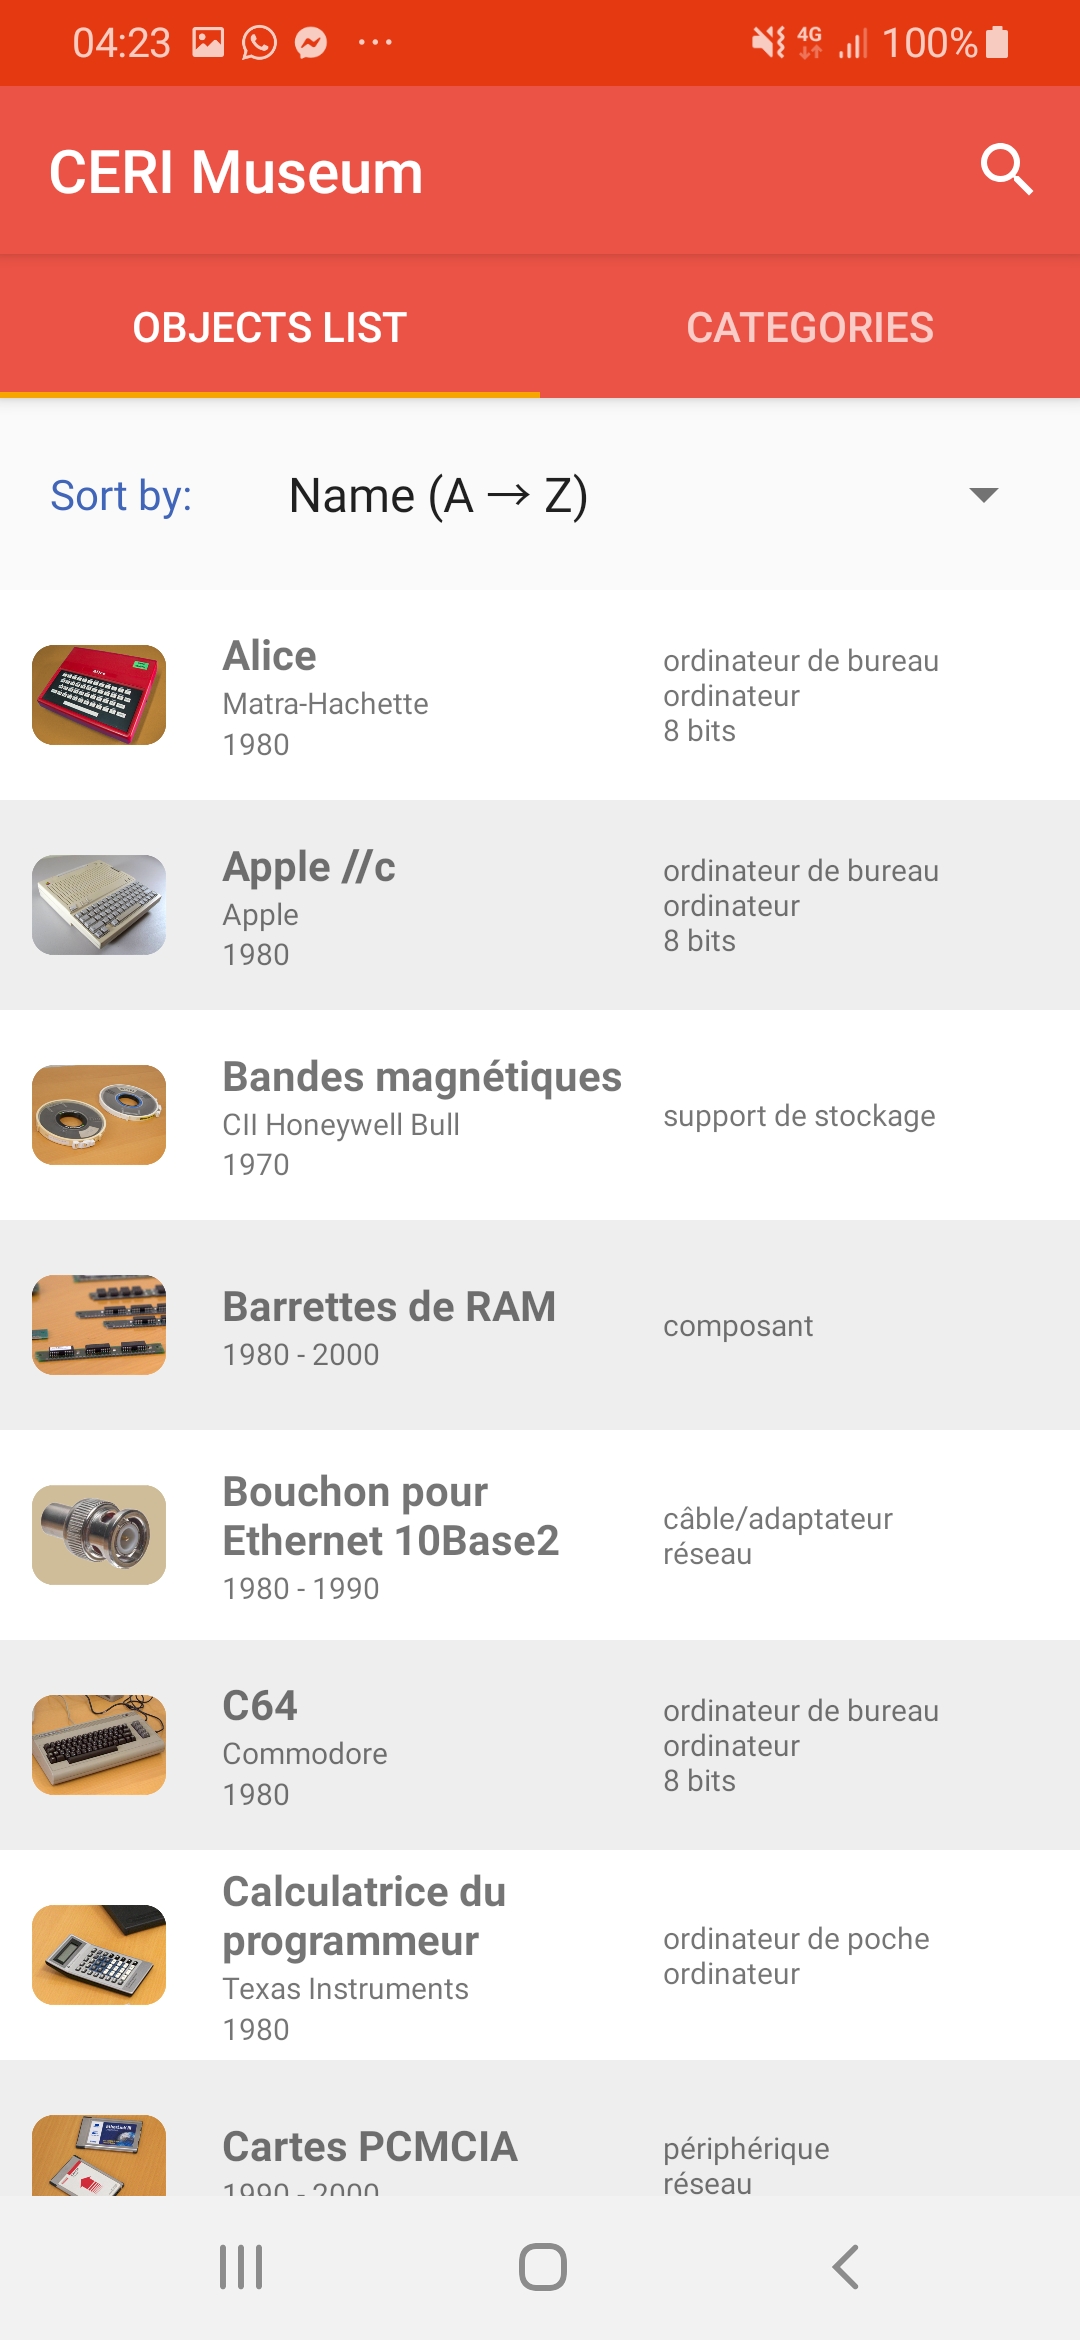 04:23
4G
100%
CERI Museum
OBJECTS LIST
CATEGORIES
Sort by:
Name (A → Z)
Alice
Matra-Hachette
1980
ordinateur de bureau
ordinateur
8 bits
Apple //c
Apple
1980
ordinateur de bureau
ordinateur
8 bits
Bandes magnétiques
CII Honeywell Bull
1970
support de stockage
Barrettes de RAM
1980 - 2000
composant
Bouchon pour
Ethernet 10Base2
1980 - 1990
câble/adaptateur
réseau
C64
Commodore
1980
ordinateur de bureau
ordinateur
8 bits
Calculatrice du
programmeur
Texas Instruments
1980
ordinateur de poche
ordinateur
Cartes PCMCIA
1990 - 2000
périphérique
réseau